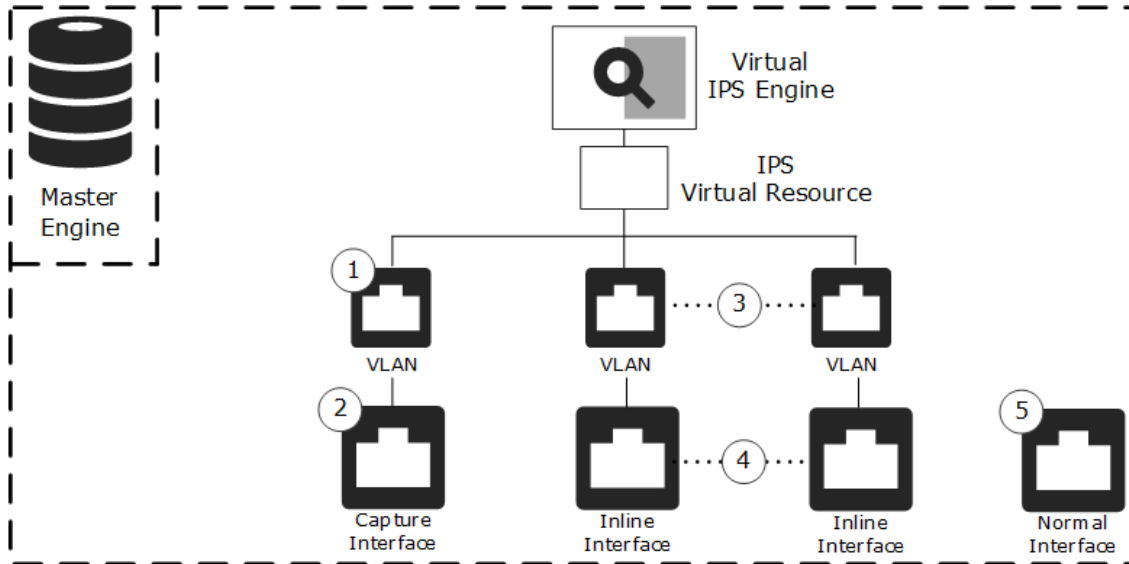 Virtual
IPS Engine
Master
Engine
IPS
Virtual Resource
1
3
VLAN
VLAN
VLAN
2
4
5
Capture
Interface
Inline
Interface
Inline
Interface
Normal
Interface